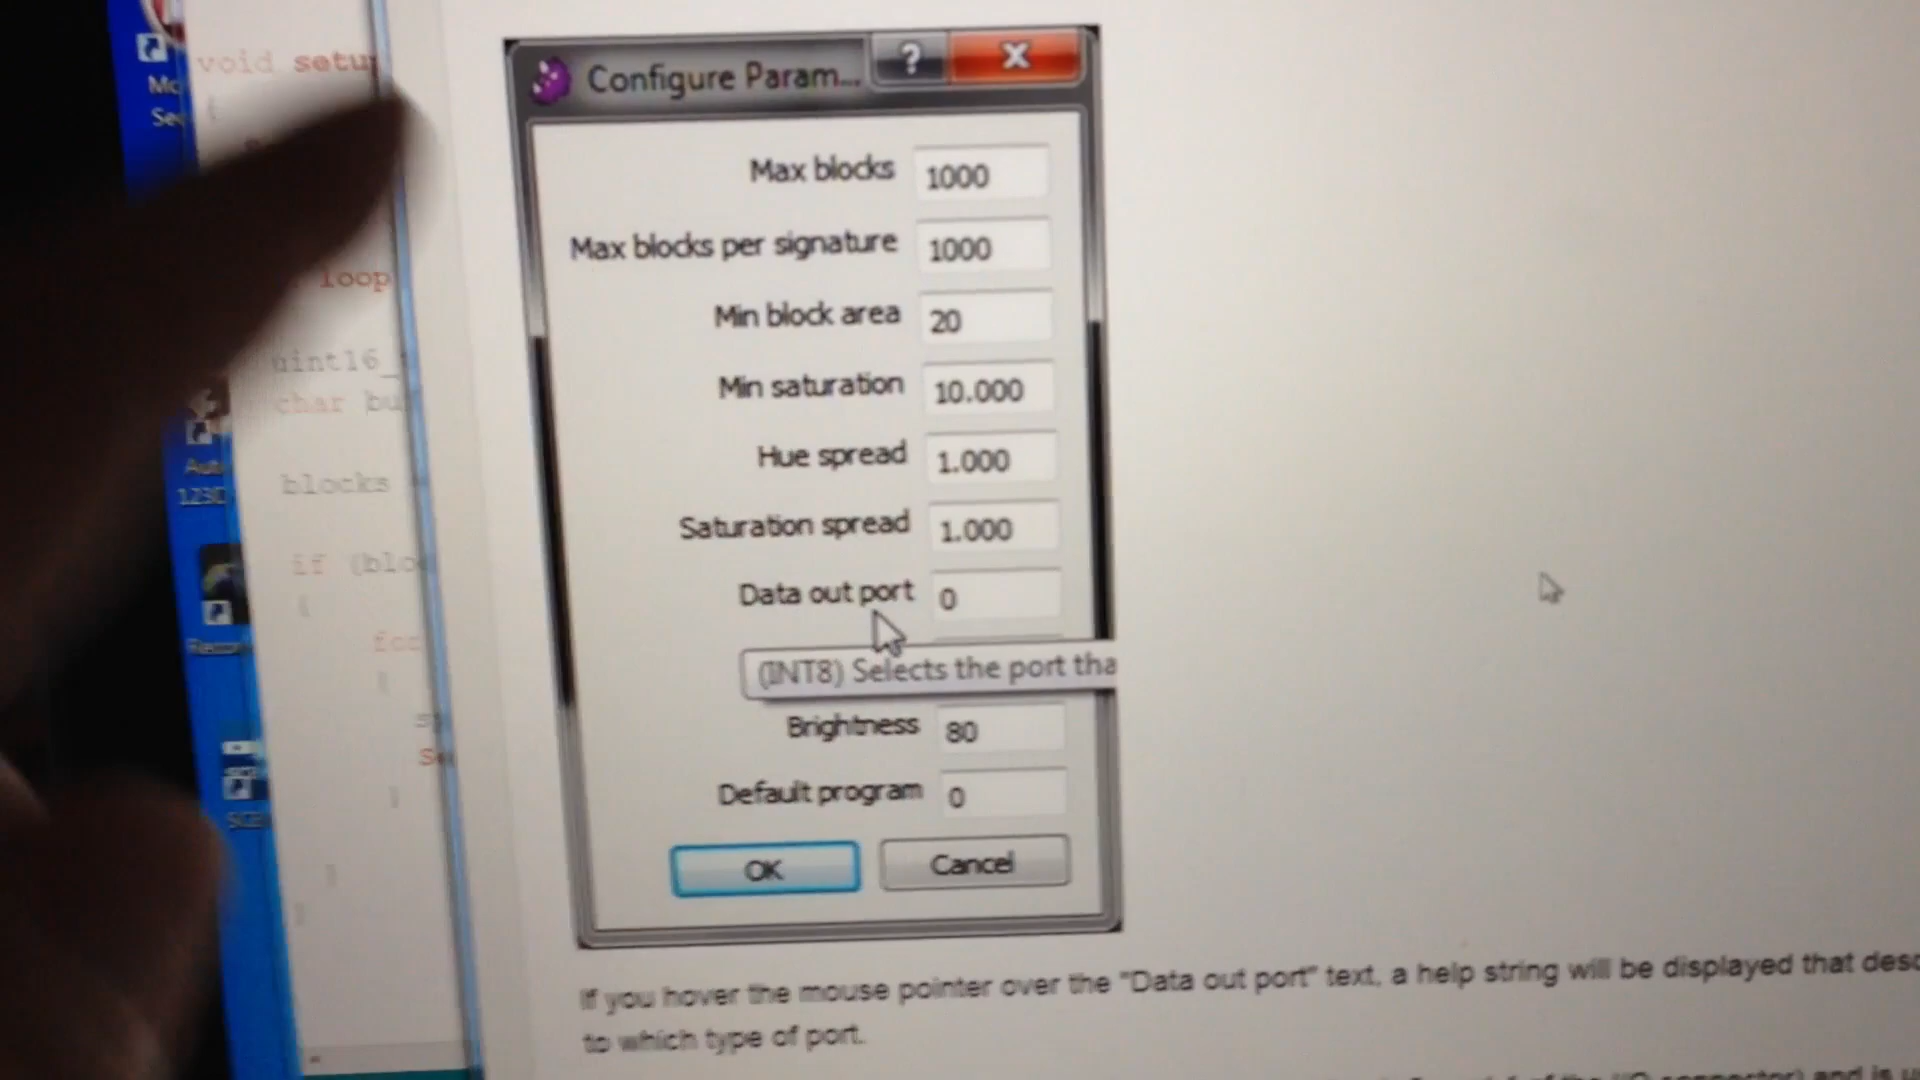 void setup
{
loop
uint16_
char bu
blocks
if (bloc
{
for
{
}
}
}
Configure Param...
?
X
Max blocks 1000
Max blocks per signature 1000
Min block area 20
Min saturation 10.000
Hue spread 1.000
Saturation spread 1.000
Data out port 0
(INT8) Selects the port tha
Brightness 80
Default program 0
OK Cancel
If you hover the mouse pointer over the "Data out port" text, a help string will be displayed that desc
to which type of port.